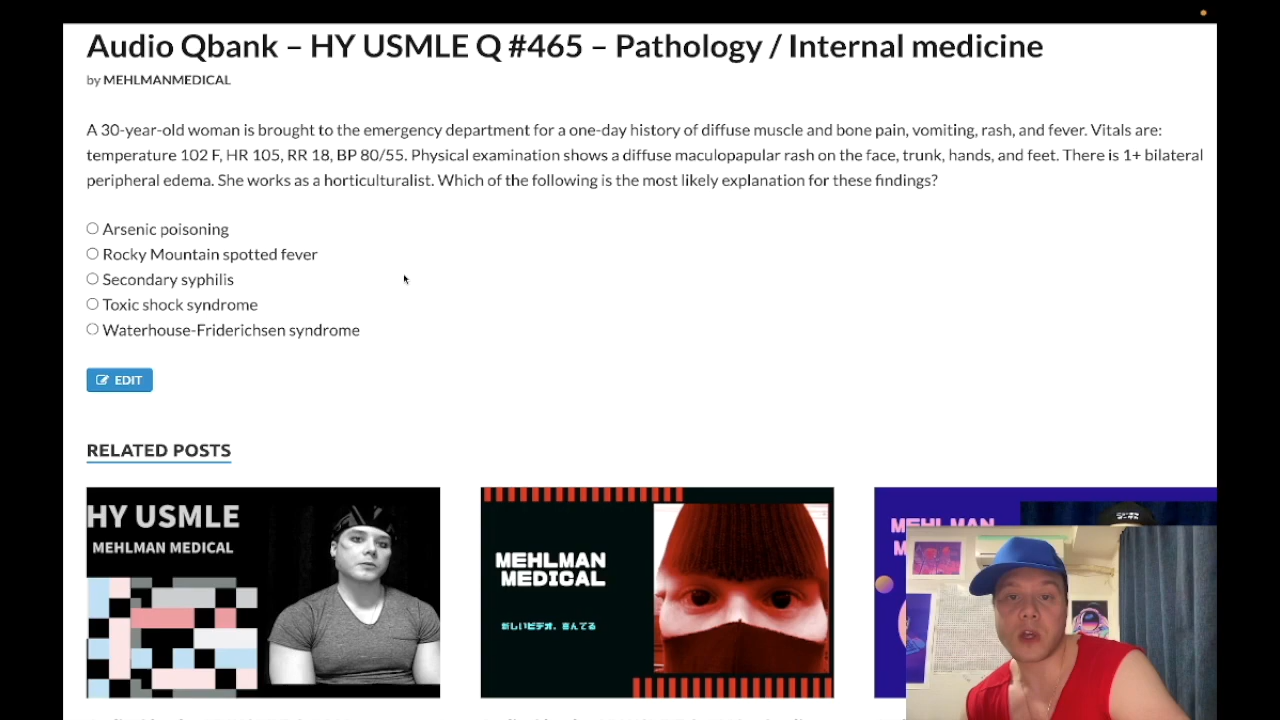 Audio Qbank – HY USMLE Q #465 – Pathology / Internal medicine
by MEHLMANMEDICAL
A 30-year-old woman is brought to the emergency department for a one-day history of diffuse muscle and bone pain, vomiting, rash, and fever. Vitals are:
temperature 102 F, HR 105, RR 18, BP 80/55. Physical examination shows a diffuse maculopapular rash on the face, trunk, hands, and feet. There is 1+ bilateral
peripheral edema. She works as a horticulturalist. Which of the following is the most likely explanation for these findings?
Arsenic poisoning
Rocky Mountain spotted fever
Secondary syphilis
Toxic shock syndrome
Waterhouse-Friderichsen syndrome
EDIT
RELATED POSTS
HY USMLE
MEHLMAN MEDICAL
MEHLMAN
MEDICAL
新しいビデオ、喜んてる
MEHLMAN